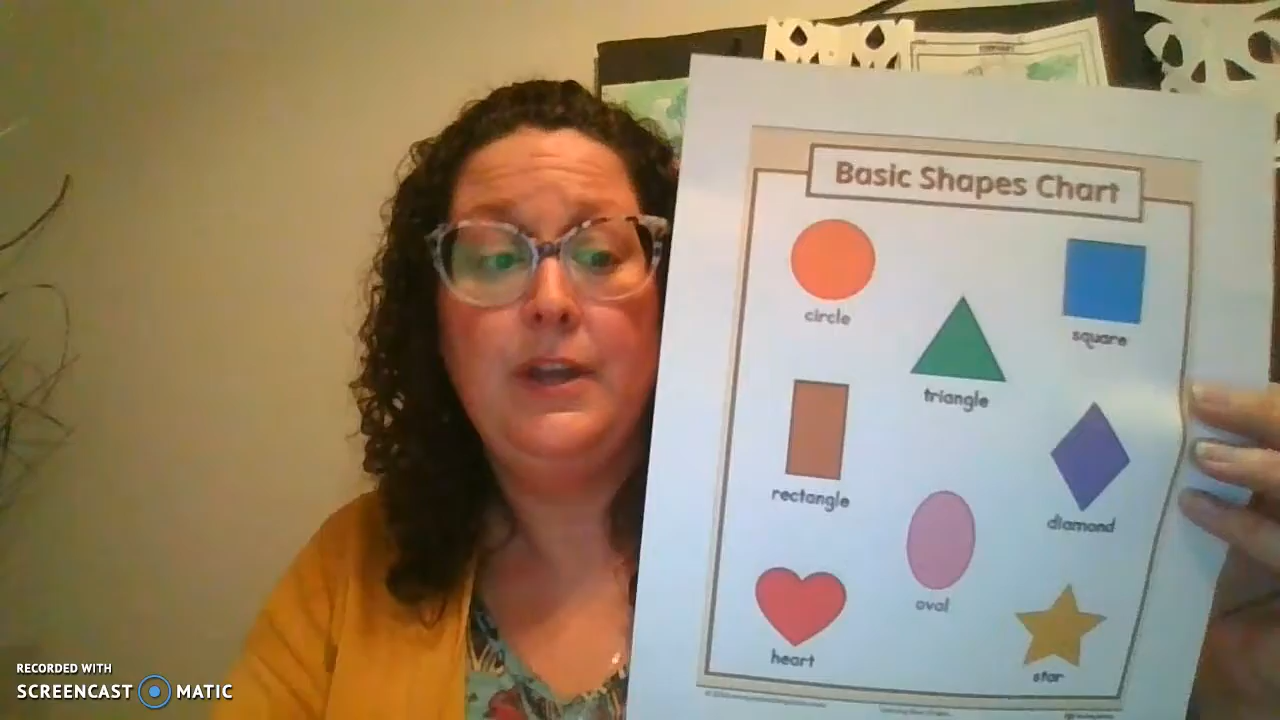 Basic Shapes Chart
circle
square
triangle
rectangle
diamond
oval
heart
star
RECORDED WITH
SCREENCAST MATIC